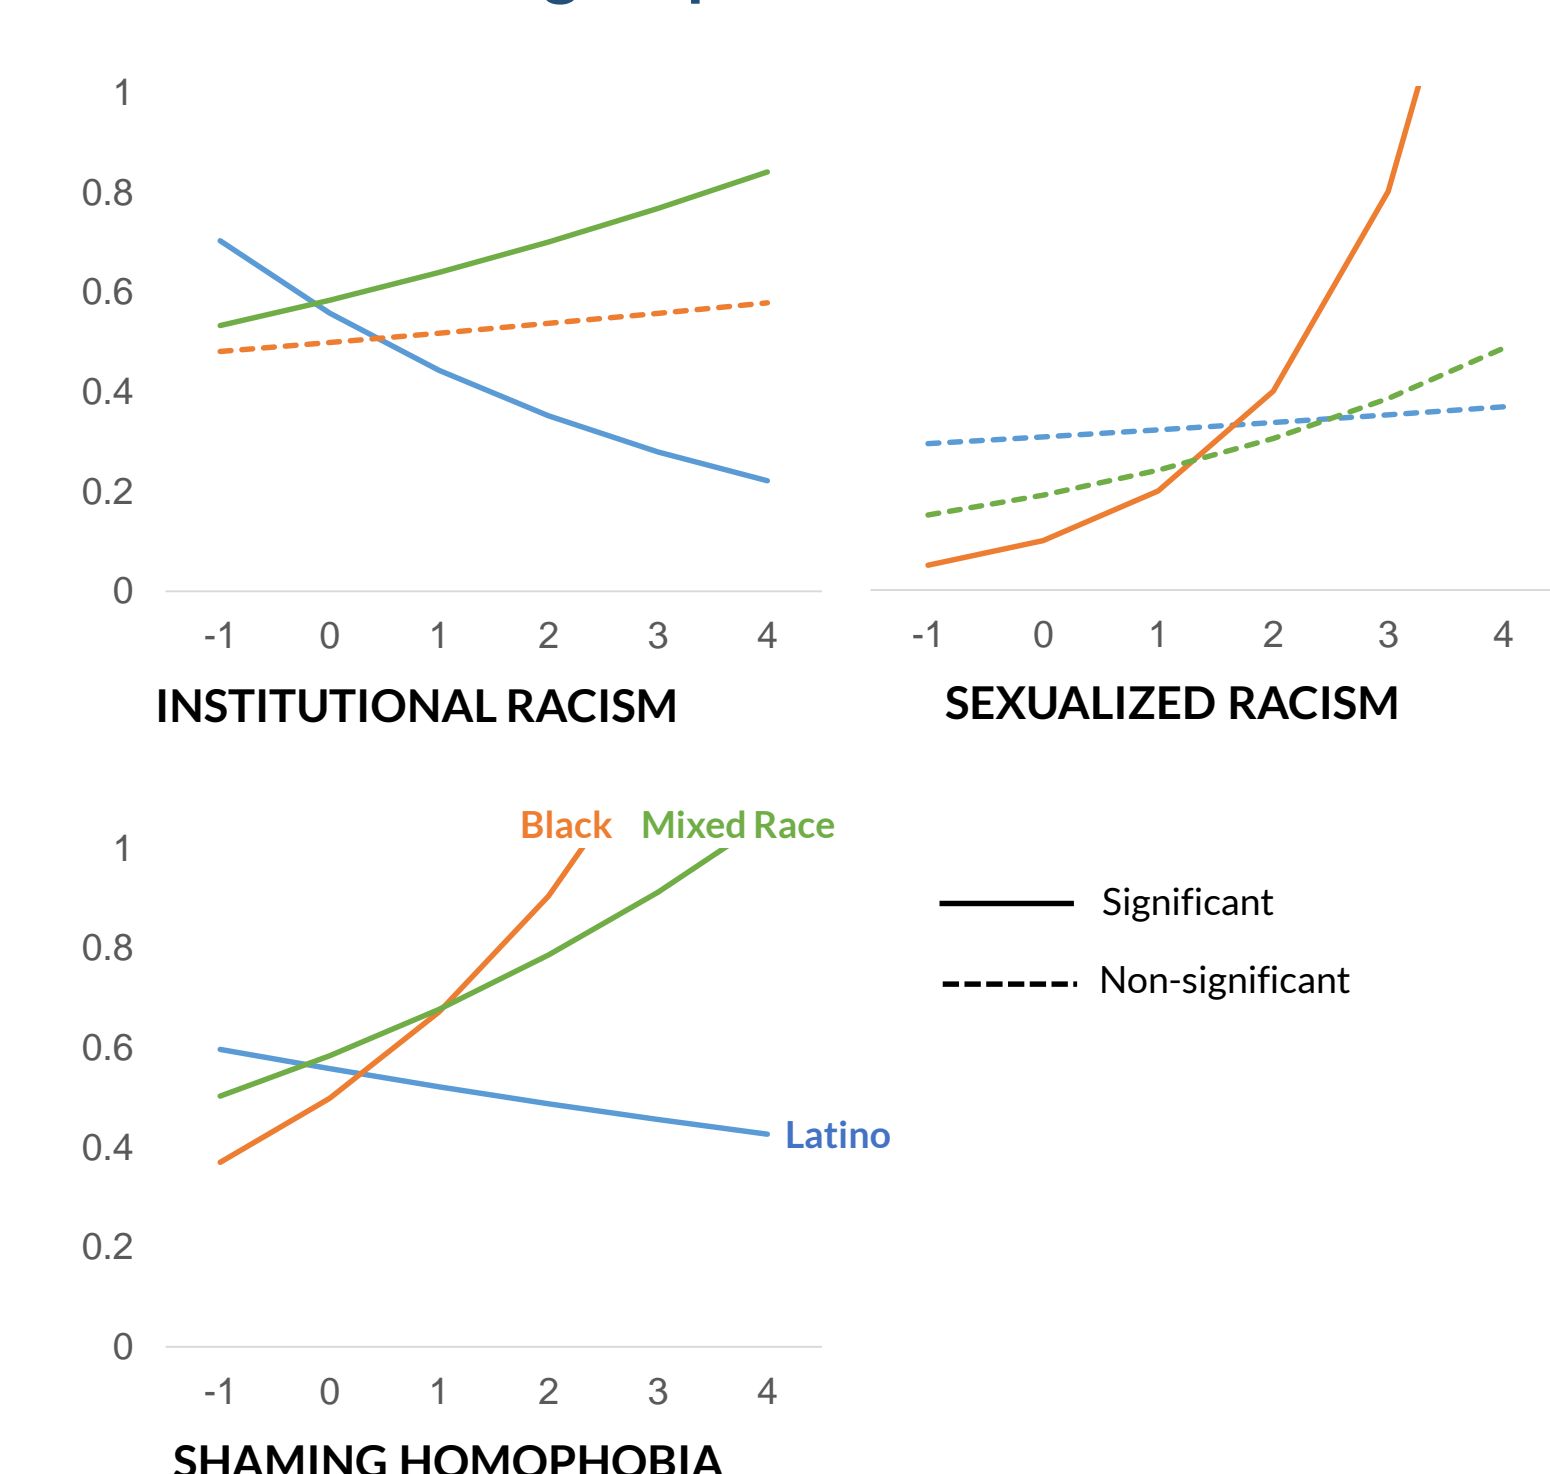 1
0.8
0.6
0.4
0.2
0
-1 0 1 2 3 4
INSTITUTIONAL RACISM
-1 0 1 2 3 4
SEXUALIZED RACISM
Black Mixed Race
1
0.8
0.6
0.4
0.2
0
Latino
-1 0 1 2 3 4
SHAMING HOMOPHOBIA
Significant
Non-significant